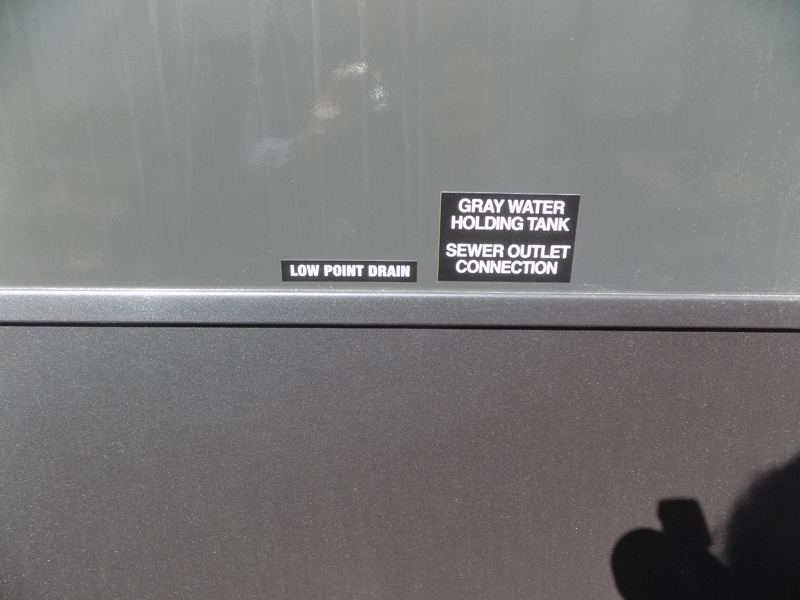 LOW POINT DRAIN
GRAY WATER
HOLDING TANK
SEWER OUTLET
CONNECTION